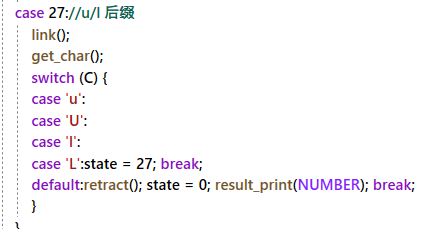 case 27://u/l 后缀
link();
get_char();
switch (C) {
case 'u':
case 'U':
case 'l':
case 'L':state = 27; break;
default:retract(); state = 0; result_print(NUMBER); break;
}
}